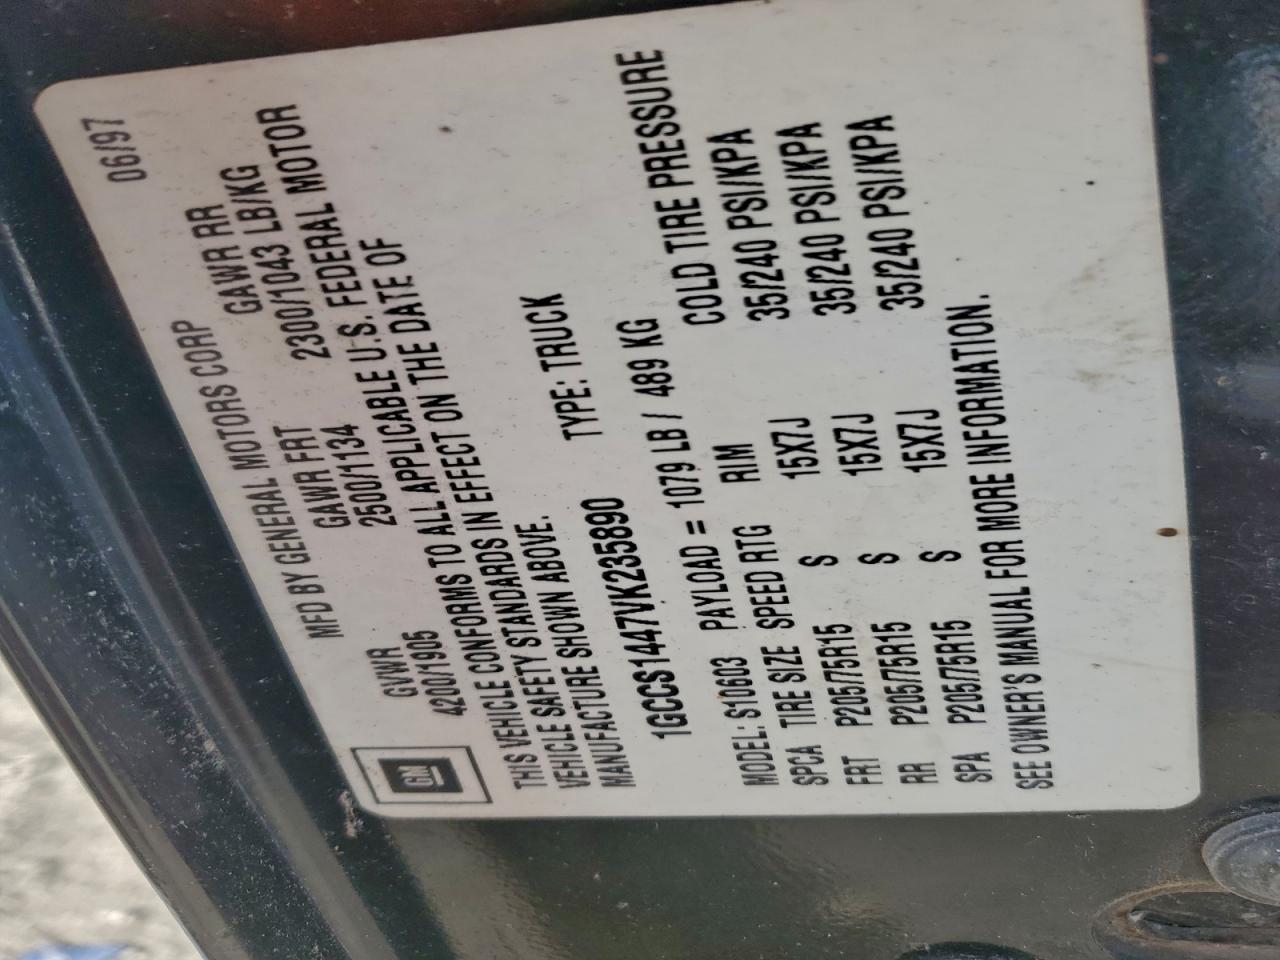 MFD BY GENERAL MOTORS CORP 06/97
GVWR GAWR FRT GAWR RR
4200/1905 2500/1134 2300/1043 LB/KG
THIS VEHICLE CONFORMS TO ALL APPLICABLE U.S. FEDERAL MOTOR
VEHICLE SAFETY STANDARDS IN EFFECT ON THE DATE OF
MANUFACTURE SHOWN ABOVE.
1GCCS1447VK235890 TYPE: TRUCK
MODEL: S10603 PAYLOAD = 1079 LB / 489 KG
SPCA TIRE SIZE SPEED RTG RIM COLD TIRE PRESSURE
FRT P205/75R15 S 15X7J 35/240 PSI/KPA
RR P205/75R15 S 15X7J 35/240 PSI/KPA
SPA P205/75R15 S 15X7J 35/240 PSI/KPA
SEE OWNER'S MANUAL FOR MORE INFORMATION.
GM